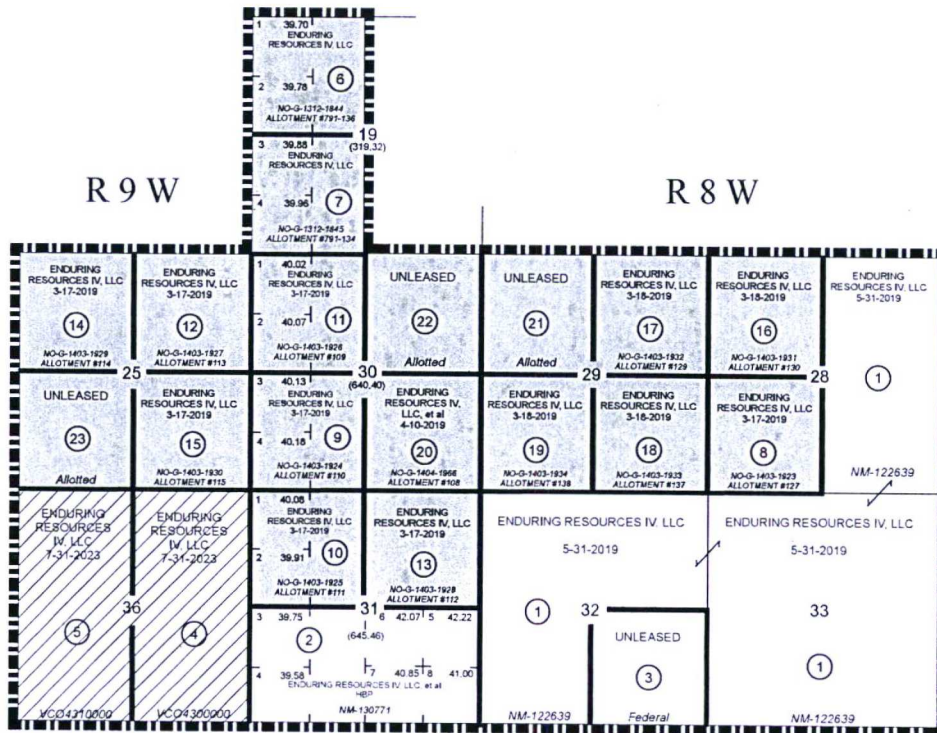 1 39.70
ENDURING
RESOURCES IV, LLC
2 39.78 6
NO-G-1312-1844
ALLOTMENT #791-136
19
(319.32)
3 39.88
ENDURING
RESOURCES IV, LLC
4 39.96 7
NO-G-1312-1845
ALLOTMENT #791-134
R 9 W
R 8 W
ENDURING
RESOURCES IV, LLC
3-17-2019
14
NO-G-1403-1929
ALLOTMENT #114
ENDURING
RESOURCES IV, LLC
3-17-2019
12
NO-G-1403-1927
ALLOTMENT #113
1 40.02
ENDURING
RESOURCES IV, LLC
3-17-2019
2 40.07 11
NO-G-1403-1926
ALLOTMENT #109
UNLEASED
22
Allotted
UNLEASED
21
Allotted
ENDURING
RESOURCES IV, LLC
3-18-2019
17
NO-G-1403-1932
ALLOTMENT #129
ENDURING
RESOURCES IV, LLC
3-18-2019
16
NO-G-1403-1931
ALLOTMENT #130
ENDURING
RESOURCES IV, LLC
5-31-2019
1
NM-122639
25
30
(640.40)
29
28
UNLEASED
23
Allotted
ENDURING
RESOURCES IV, LLC
3-17-2019
15
NO-G-1403-1930
ALLOTMENT #115
3 40.13
ENDURING
RESOURCES IV, LLC
3-17-2019
4 40.18 9
NO-G-1403-1924
ALLOTMENT #110
ENDURING
RESOURCES IV,
LLC, et al
4-10-2019
20
NO-G-1404-1966
ALLOTMENT #108
ENDURING
RESOURCES IV, LLC
3-18-2019
19
NO-G-1403-1934
ALLOTMENT #138
ENDURING
RESOURCES IV, LLC
3-18-2019
18
NO-G-1403-1933
ALLOTMENT #137
ENDURING
RESOURCES IV, LLC
3-17-2019
8
NO-G-1403-1923
ALLOTMENT #127
ENDURING
RESOURCES
IV, LLC
7-31-2023
5
VCO4310000
36
ENDURING
RESOURCES
IV, LLC
7-31-2023
4
VCO4300000
1 40.08
ENDURING
RESOURCES IV, LLC
3-17-2019
2 39.91 10
NO-G-1403-1925
ALLOTMENT #111
ENDURING
RESOURCES IV, LLC
3-17-2019
13
NO-G-1403-1928
ALLOTMENT #112
31
(645.46)
3 39.75
6 42.07 5 42.22
2
4 39.58
7 40.85 8 41.00
ENDURING RESOURCES IV, LLC, et al
HBP
NM-130771
ENDURING RESOURCES IV, LLC
5-31-2019
1
32
NM-122639
UNLEASED
3
Federal
ENDURING RESOURCES IV, LLC
5-31-2019
33
1
NM-122639